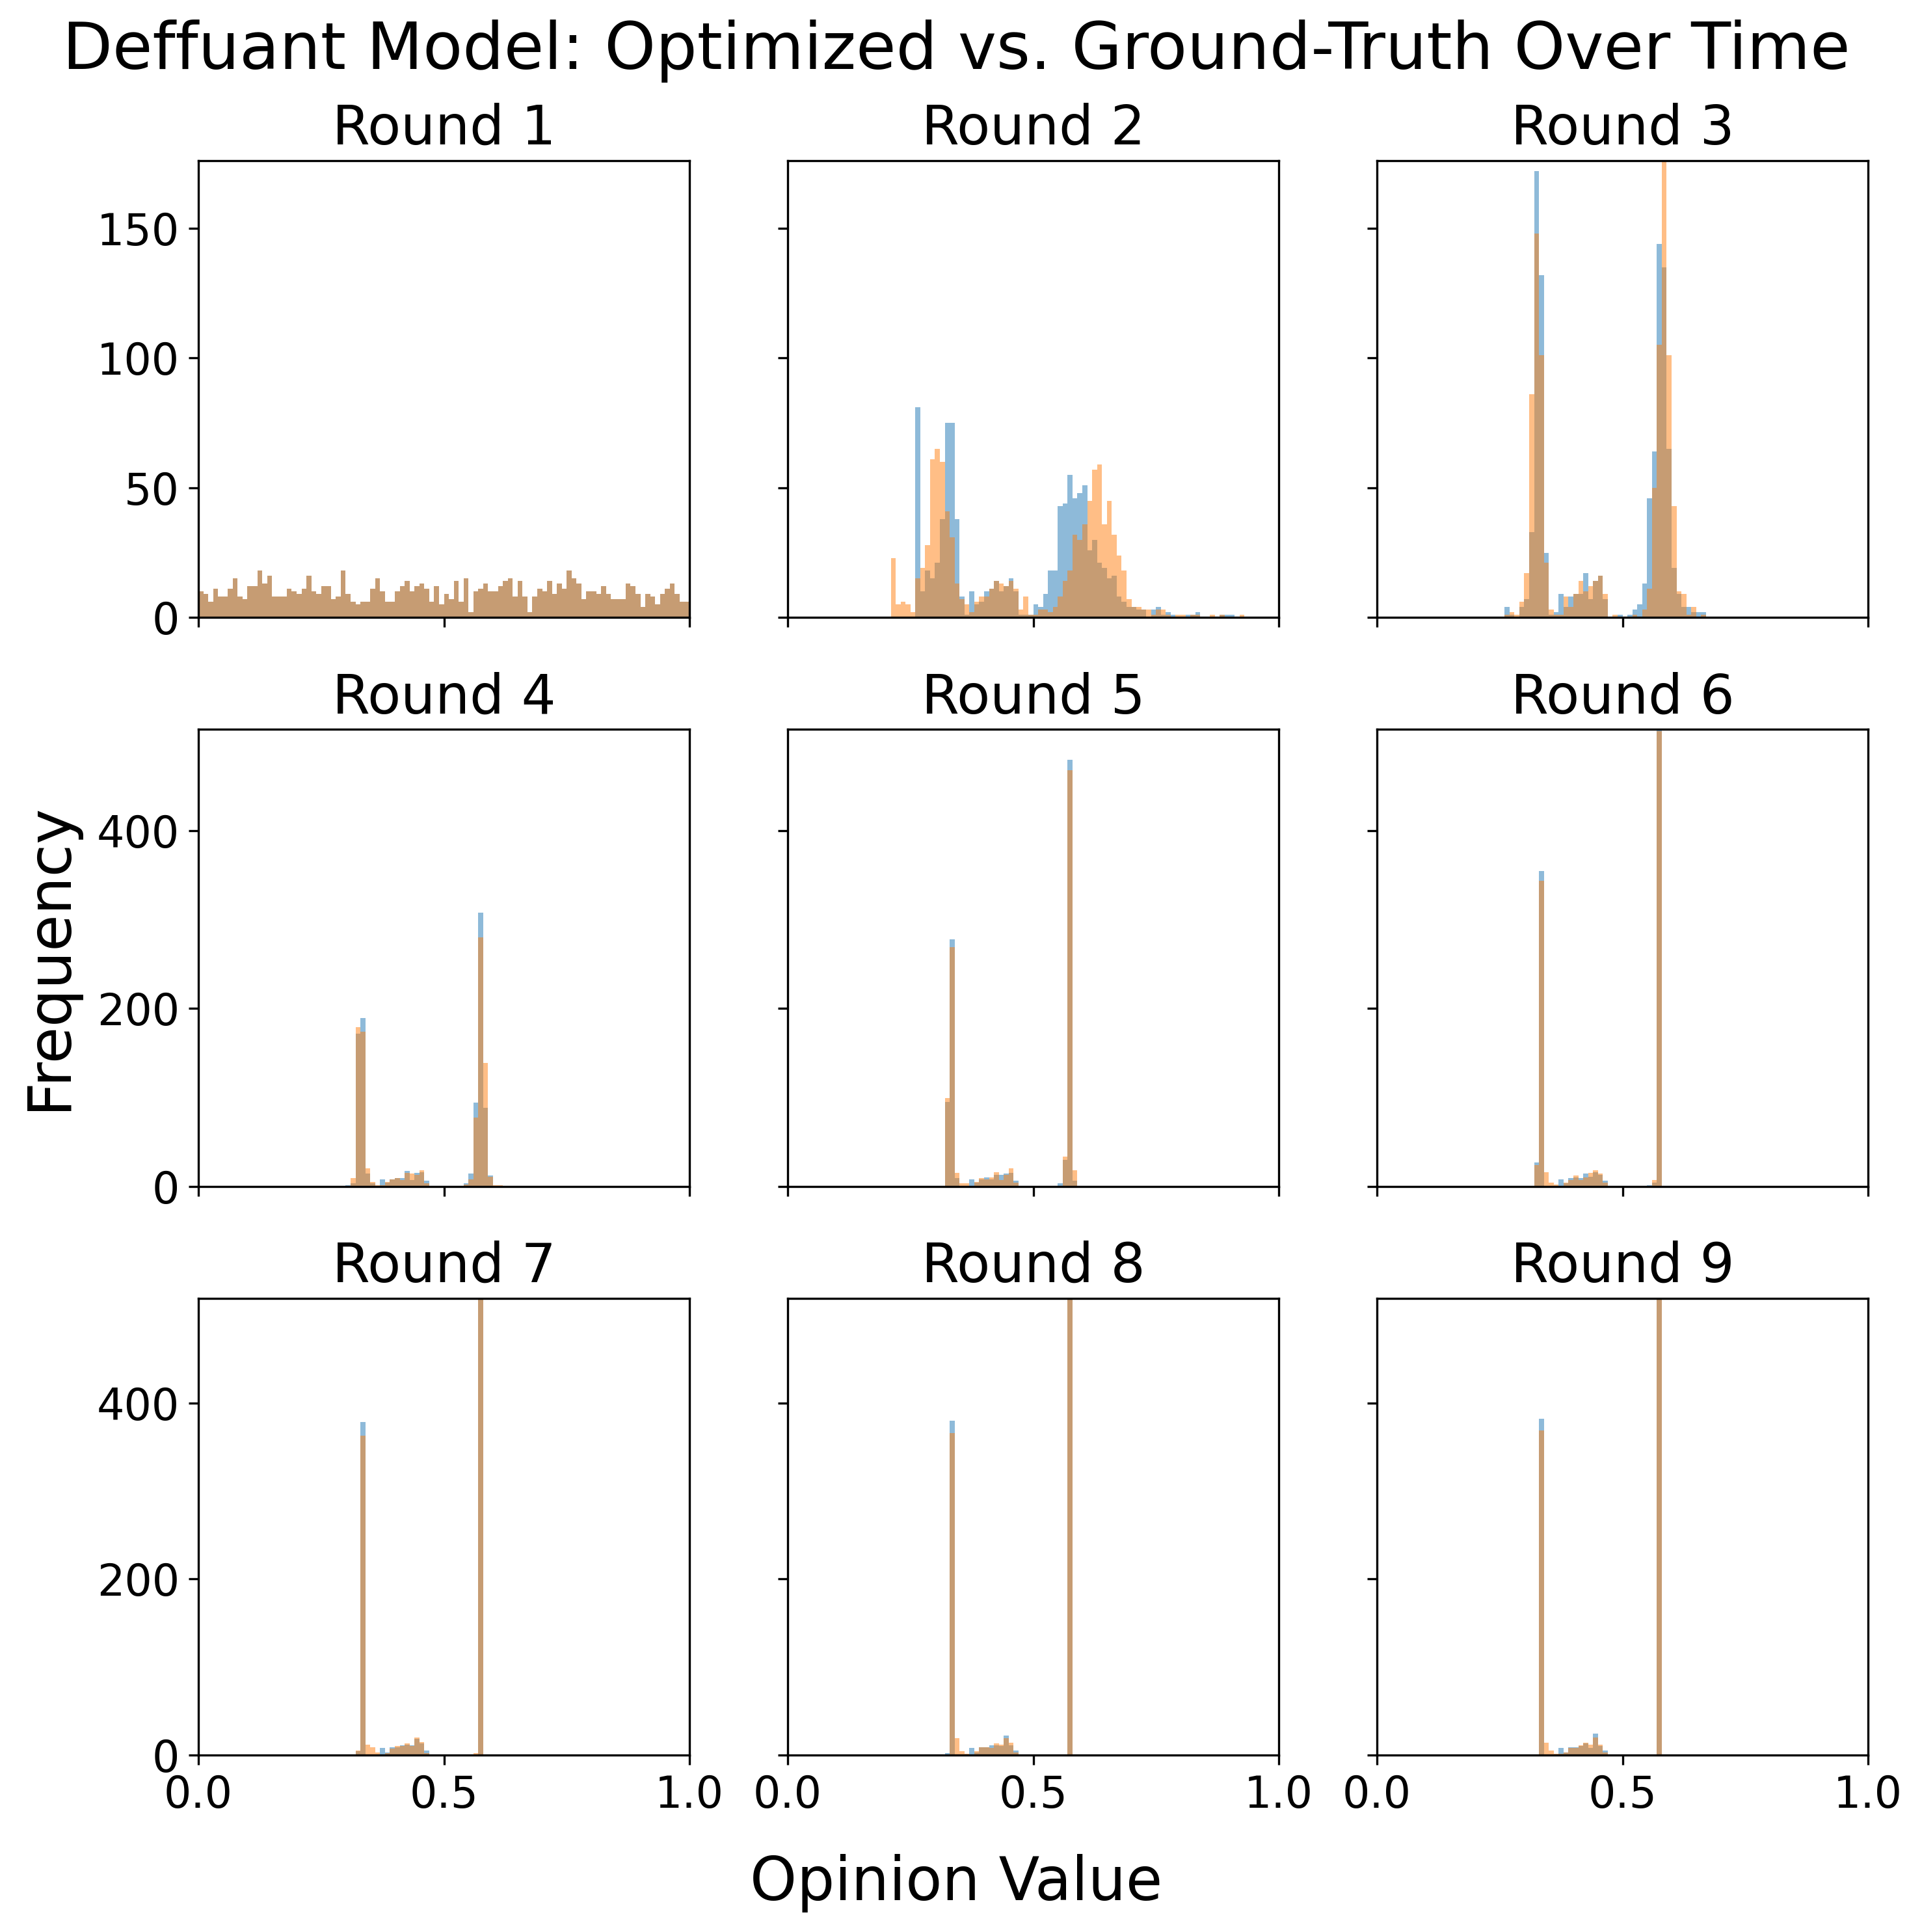 Deffuant Model: Optimized vs. Ground-Truth Over Time
Round 1
Round 2
Round 3
150
100
50
0
Round 4
Round 5
Round 6
400
200
0
Frequency
Round 7
Round 8
Round 9
400
200
0
0.0 0.5 1.0
0.0 0.5 1.0
0.0 0.5 1.0
Opinion Value